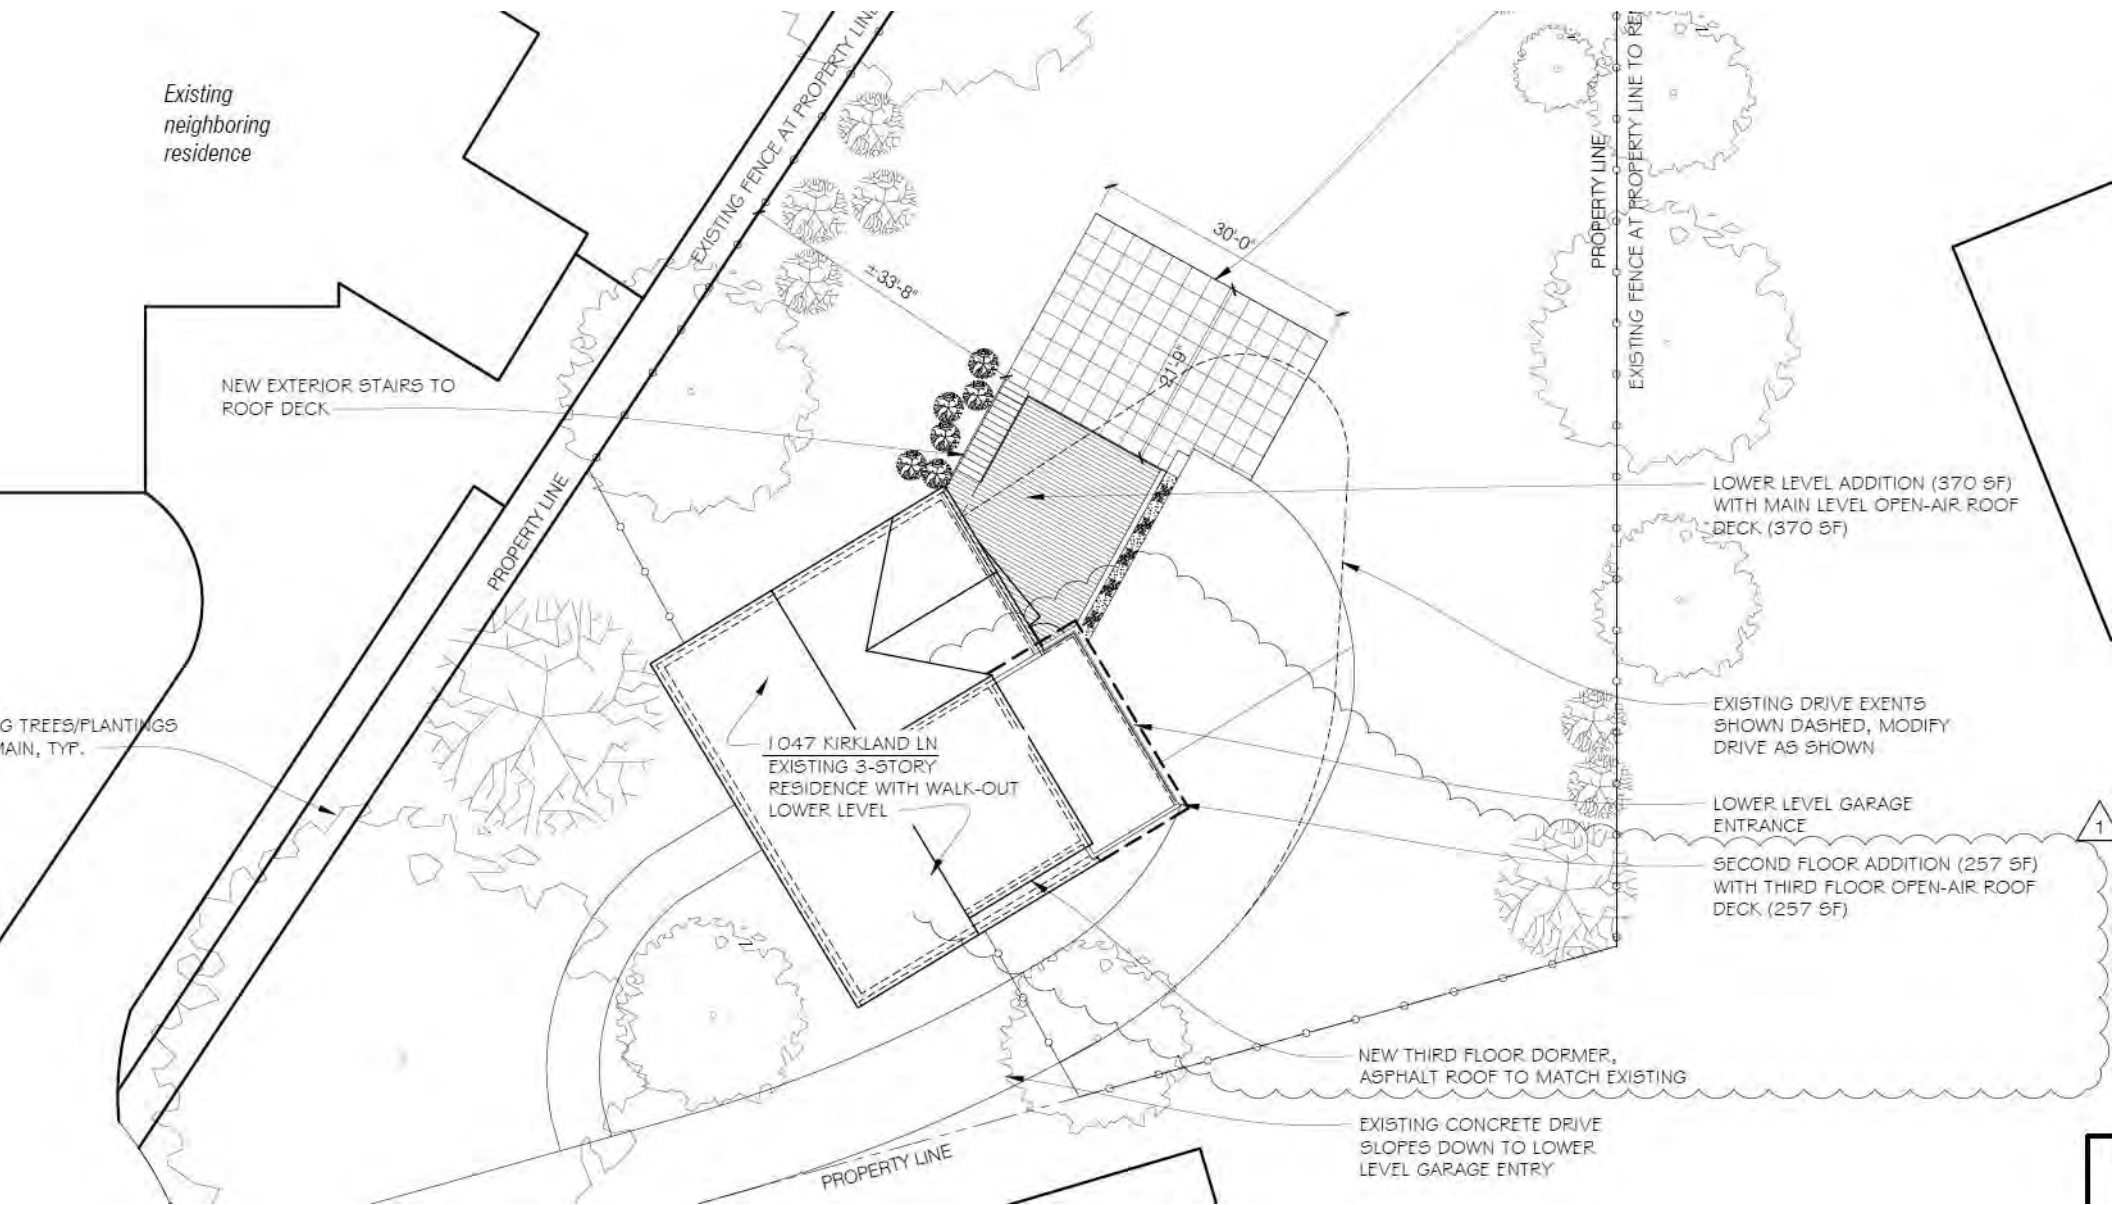 Existing
neighboring
residence
EXISTING FENCE AT PROPERTY LINE
PROPERTY LINE
EXISTING FENCE AT PROPERTY LINE TO
30'-0"
±33'-8"
21'-9"
NEW EXTERIOR STAIRS TO
ROOF DECK
PROPERTY LINE
LOWER LEVEL ADDITION (370 SF)
WITH MAIN LEVEL OPEN-AIR ROOF
DECK (370 SF)
EXISTING DRIVE EXENTS
SHOWN DASHED, MODIFY
DRIVE AS SHOWN
G TREES/PLANTINGS
MAIN, TYP.
1047 KIRKLAND LN
EXISTING 3-STORY
RESIDENCE WITH WALK-OUT
LOWER LEVEL
LOWER LEVEL GARAGE
ENTRANCE
1
SECOND FLOOR ADDITION (257 SF)
WITH THIRD FLOOR OPEN-AIR ROOF
DECK (257 SF)
NEW THIRD FLOOR DORMER,
ASPHALT ROOF TO MATCH EXISTING
EXISTING CONCRETE DRIVE
SLOPES DOWN TO LOWER
LEVEL GARAGE ENTRY
PROPERTY LINE